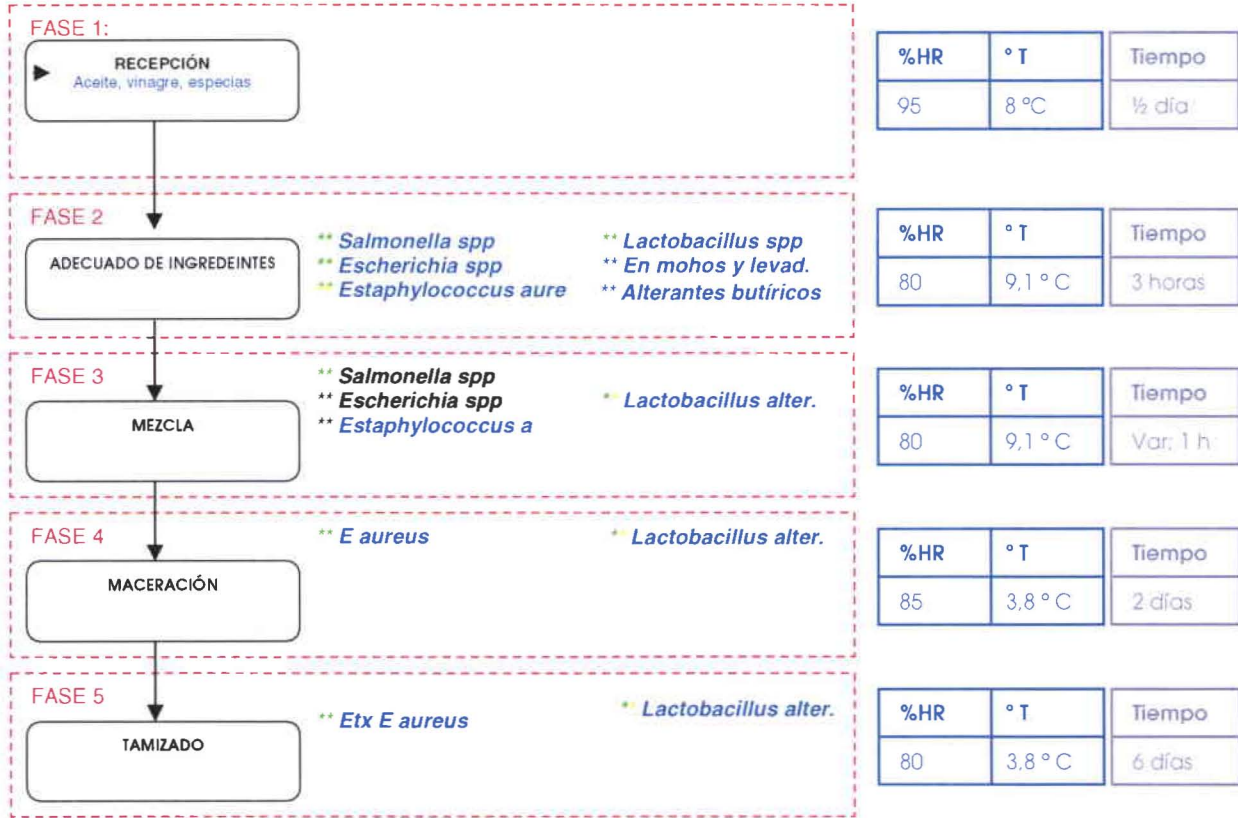 FASE 1:
RECEPCIÓN
Aceite, vinagre, especias
%HR ° T Tiempo
95 8 ºC ½ día
FASE 2
ADECUADO DE INGREDEINTES
** Salmonella spp
** Escherichia spp
** Estaphylococcus aure
** Lactobacillus spp
** En mohos y levad.
** Alterantes butíricos
%HR ° T Tiempo
80 9,1 ° C 3 horas
FASE 3
MEZCLA
** Salmonella spp
** Escherichia spp
** Estaphylococcus a
** Lactobacillus alter.
%HR ° T Tiempo
80 9,1 ° C Var; 1 h
FASE 4
MACERACIÓN
** E aureus
** Lactobacillus alter.
%HR ° T Tiempo
85 3,8 ° C 2 días
FASE 5
TAMIZADO
** Etx E aureus
** Lactobacillus alter.
%HR ° T Tiempo
80 3,8 ° C 6 días